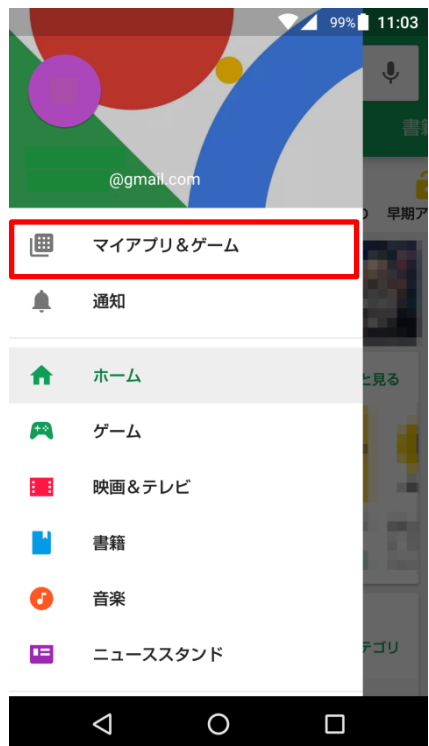 99% 11:03
@gmail.com
マイアプリ&ゲーム
通知
ホーム
ゲーム
映画&テレビ
書籍
音楽
ニューススタンド
書籍
早期ア
と見る
テゴリ